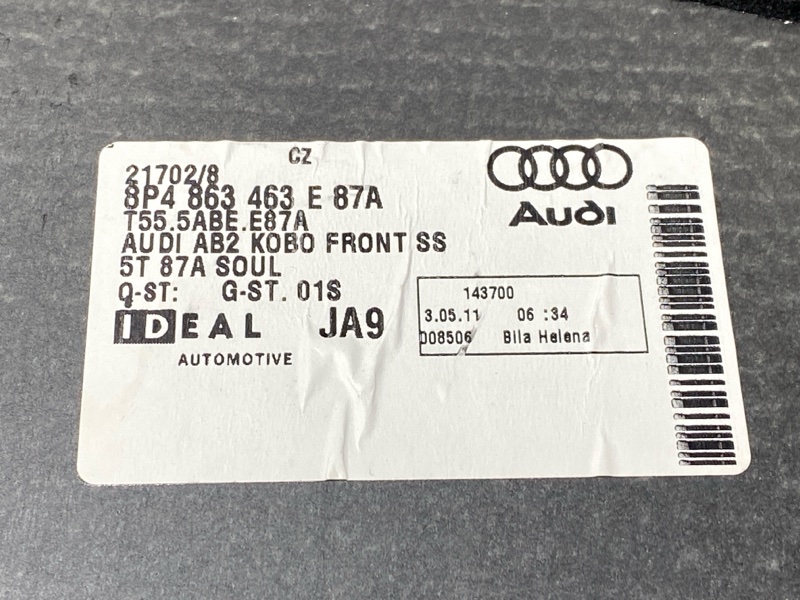 CZ
21702/8
8P4 863 463 E 87A
T55.5ABE.E87A
AUDI AB2 KOBO FRONT SS
5T 87A SOUL
Q-ST: G-ST. 01S
IDEAL JA9
AUTOMOTIVE
Audi
143700
3.05.11 06 :34
008506 Bila Helena